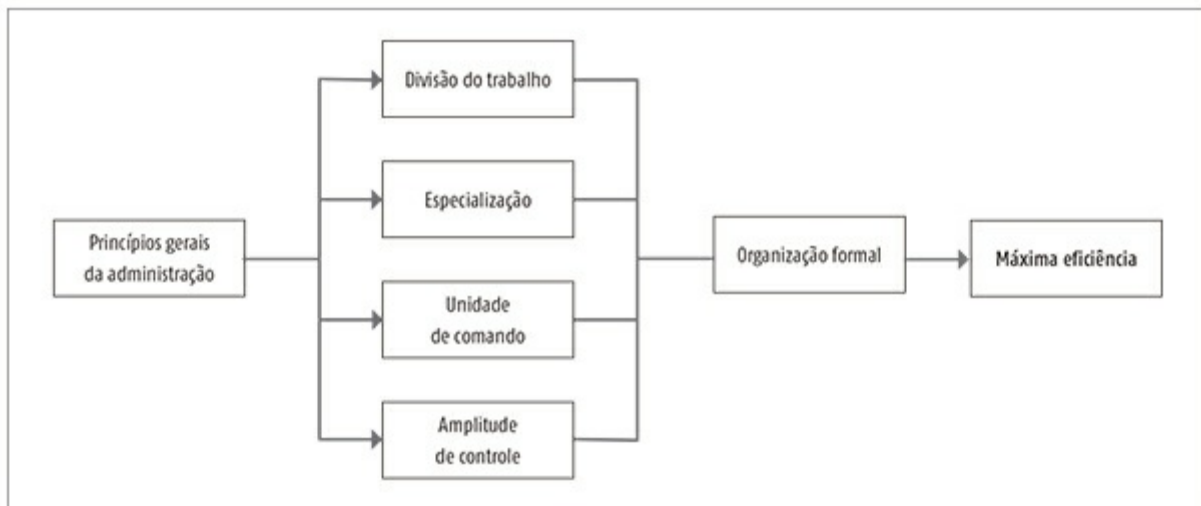 Princípios gerais
da administração
Divisão do trabalho
Especialização
Unidade
de comando
Amplitude
de controle
Organização formal
Máxima eficiência